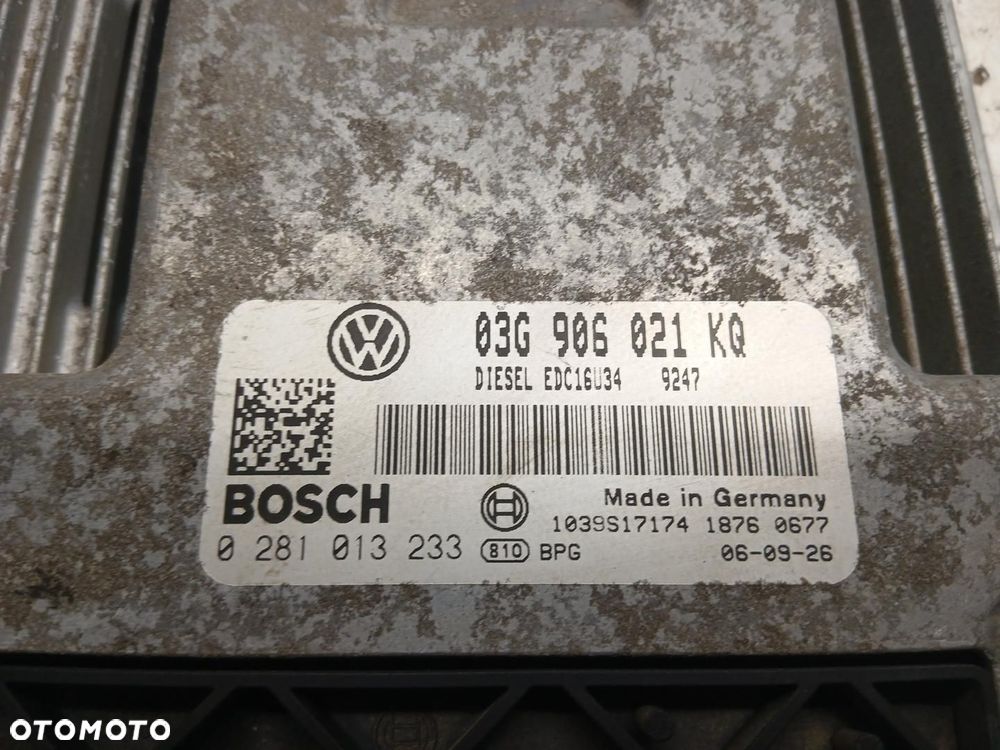 03G 906 021 KQ
DIESEL EDC16U34 9247
BOSCH
Made in Germany
1039S17174 1876 0677
0 281 013 233 810 BPG 06-09-26
OTOMOTO